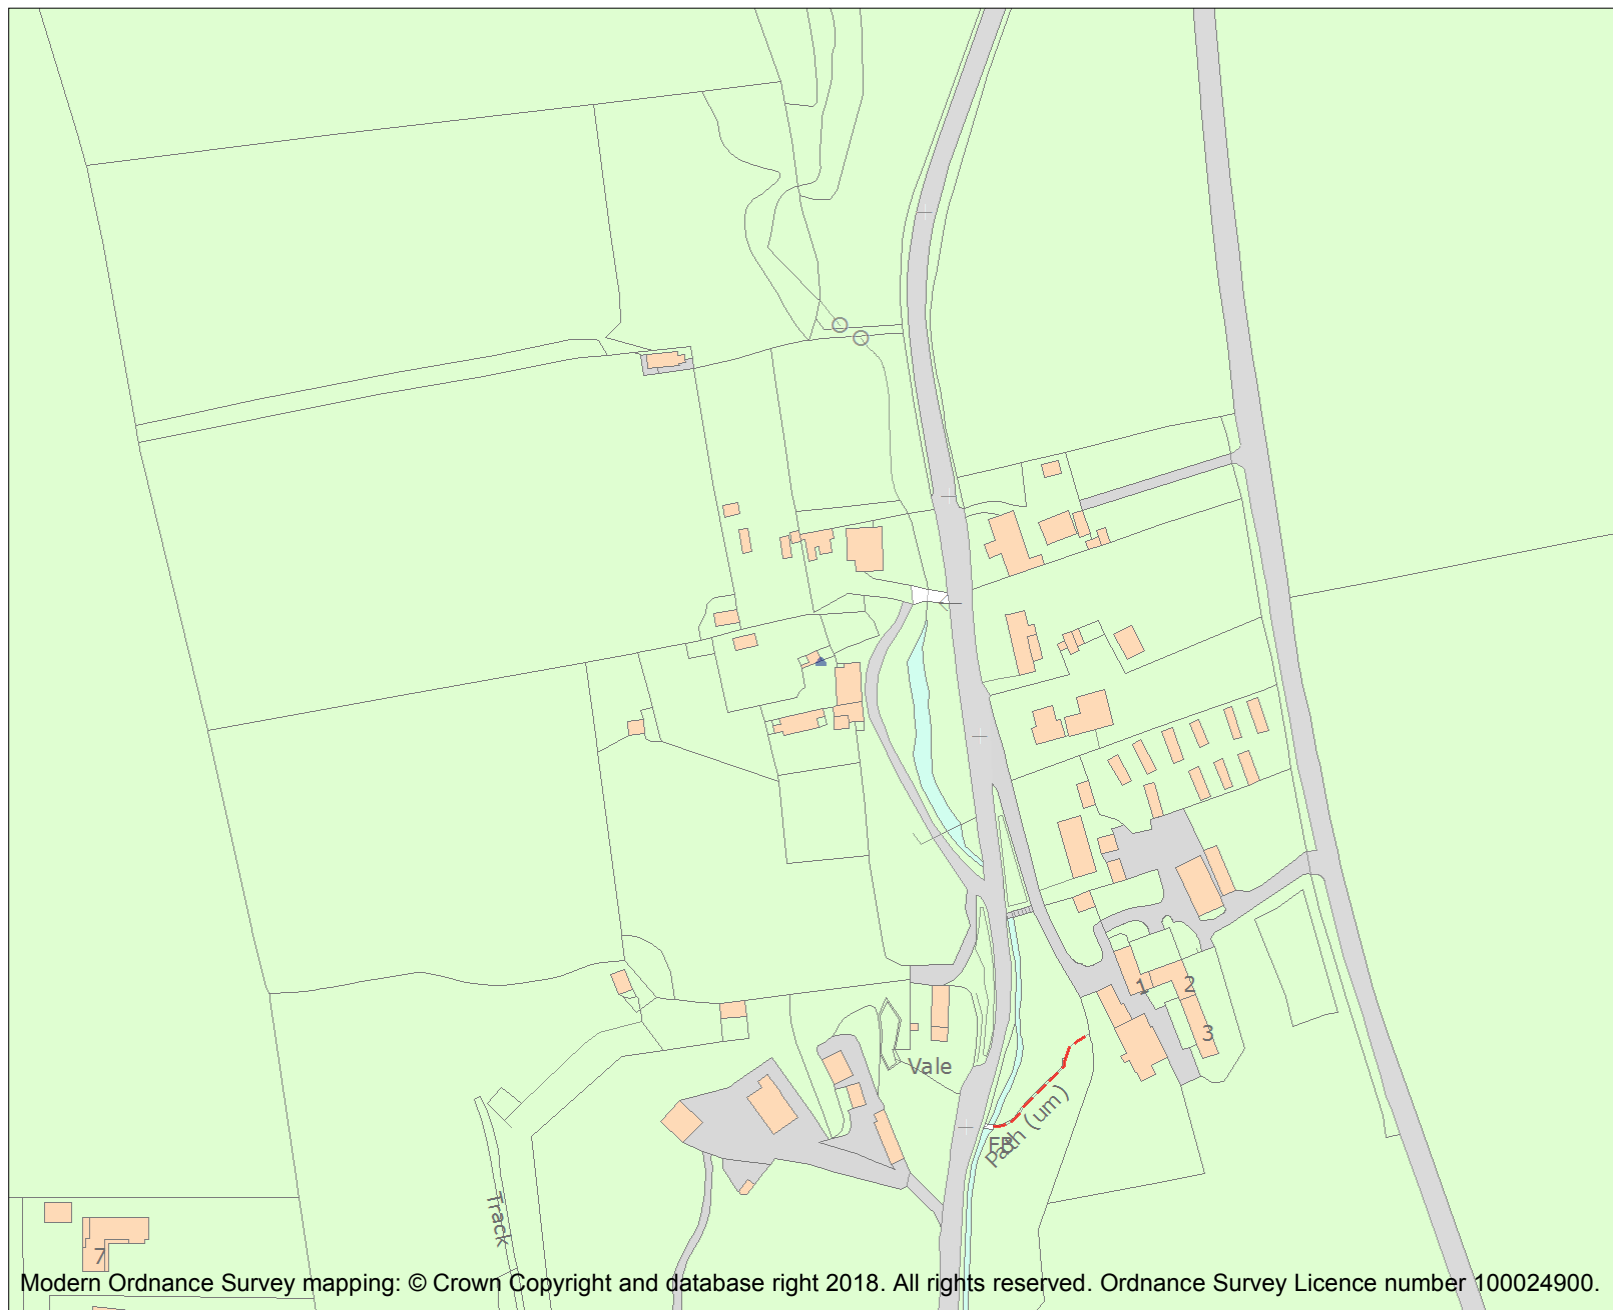 1
2
3
Vale
Path (um)
FB
Track
7
Modern Ordnance Survey mapping: © Crown Copyright and database right 2018. All rights reserved. Ordnance Survey Licence number 100024900.